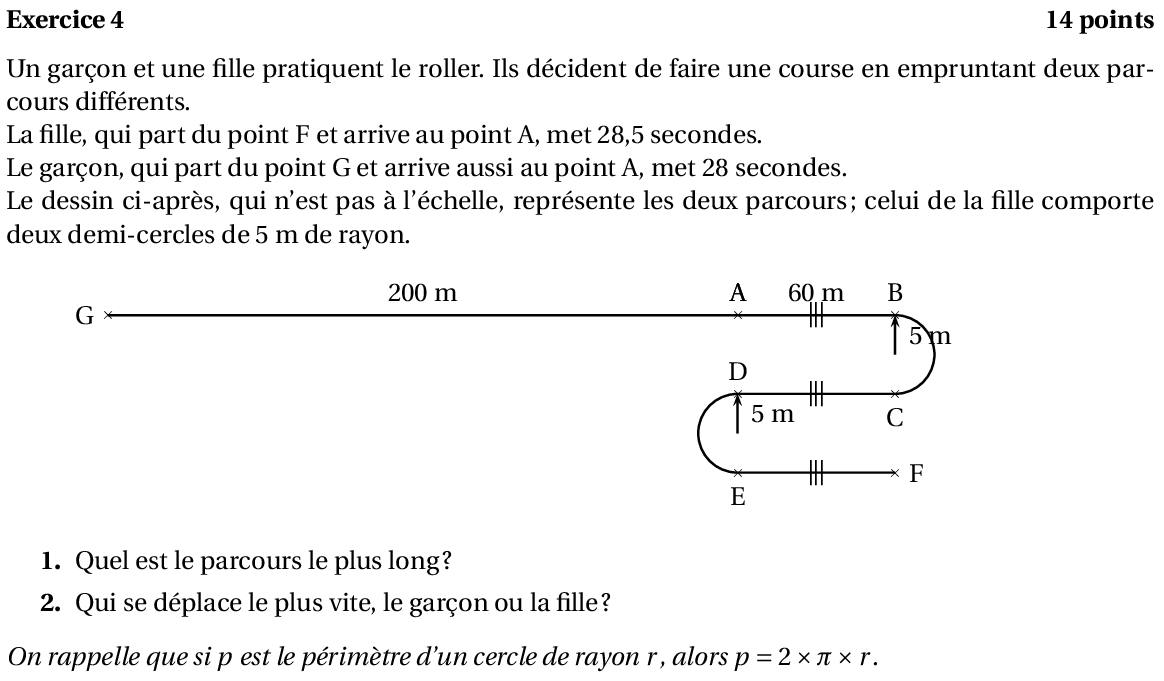 Exercice 4 14 points
Un garçon et une fille pratiquent le roller. Ils décident de faire une course en empruntant deux par-
cours différents.
La fille, qui part du point F et arrive au point A, met 28,5 secondes.
Le garçon, qui part du point G et arrive aussi au point A, met 28 secondes.
Le dessin ci-après, qui n'est pas à l'échelle, représente les deux parcours; celui de la fille comporte
deux demi-cercles de 5 m de rayon.
200 m A 60 m B
G
5 m
D
5 m C
F
E
1. Quel est le parcours le plus long?
2. Qui se déplace le plus vite, le garçon ou la fille?
On rappelle que si p est le périmètre d'un cercle de rayon r, alors p = 2 × π × r.